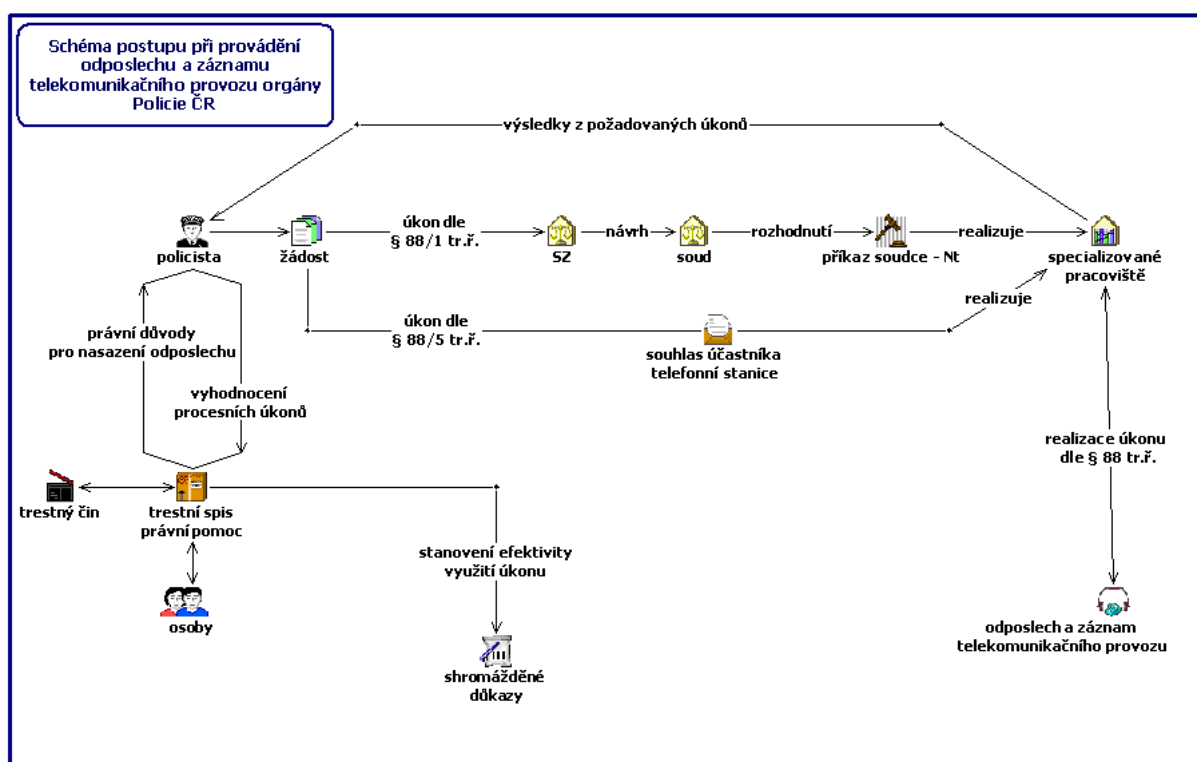 Schéma postupu při provádění
odposlechu a záznamu
telekomunikačního provozu orgány
Policie ČR
výsledky z požadovaných úkonů
policista
žádost
úkon dle
§ 88/1 tr.ř.
SZ
návrh
soud
rozhodnutí
příkaz soudce - Nt
realizuje
specializované
pracoviště
realizuje
úkon dle
§ 88/5 tr.ř.
souhlas účastníka
telefonní stanice
právní důvody
pro nasazení odposlechu
vyhodnocení
procesních úkonů
realizace úkonu
dle § 88 tr.ř.
trestný čin
trestní spis
právní pomoc
stanovení efektivity
využití úkonu
osoby
shromážděné
důkazy
odposlech a záznam
telekomunikačního provozu